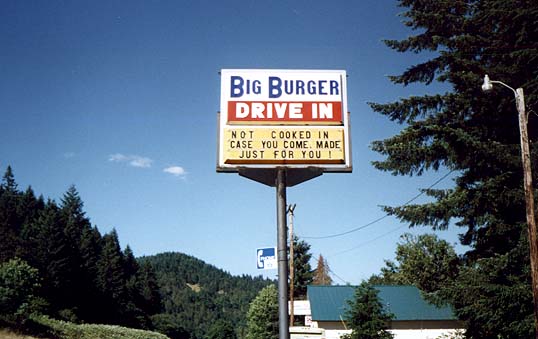 BIG BURGER
DRIVE IN
"NOT COOKED IN
CASE YOU COME. MADE
JUST FOR YOU !